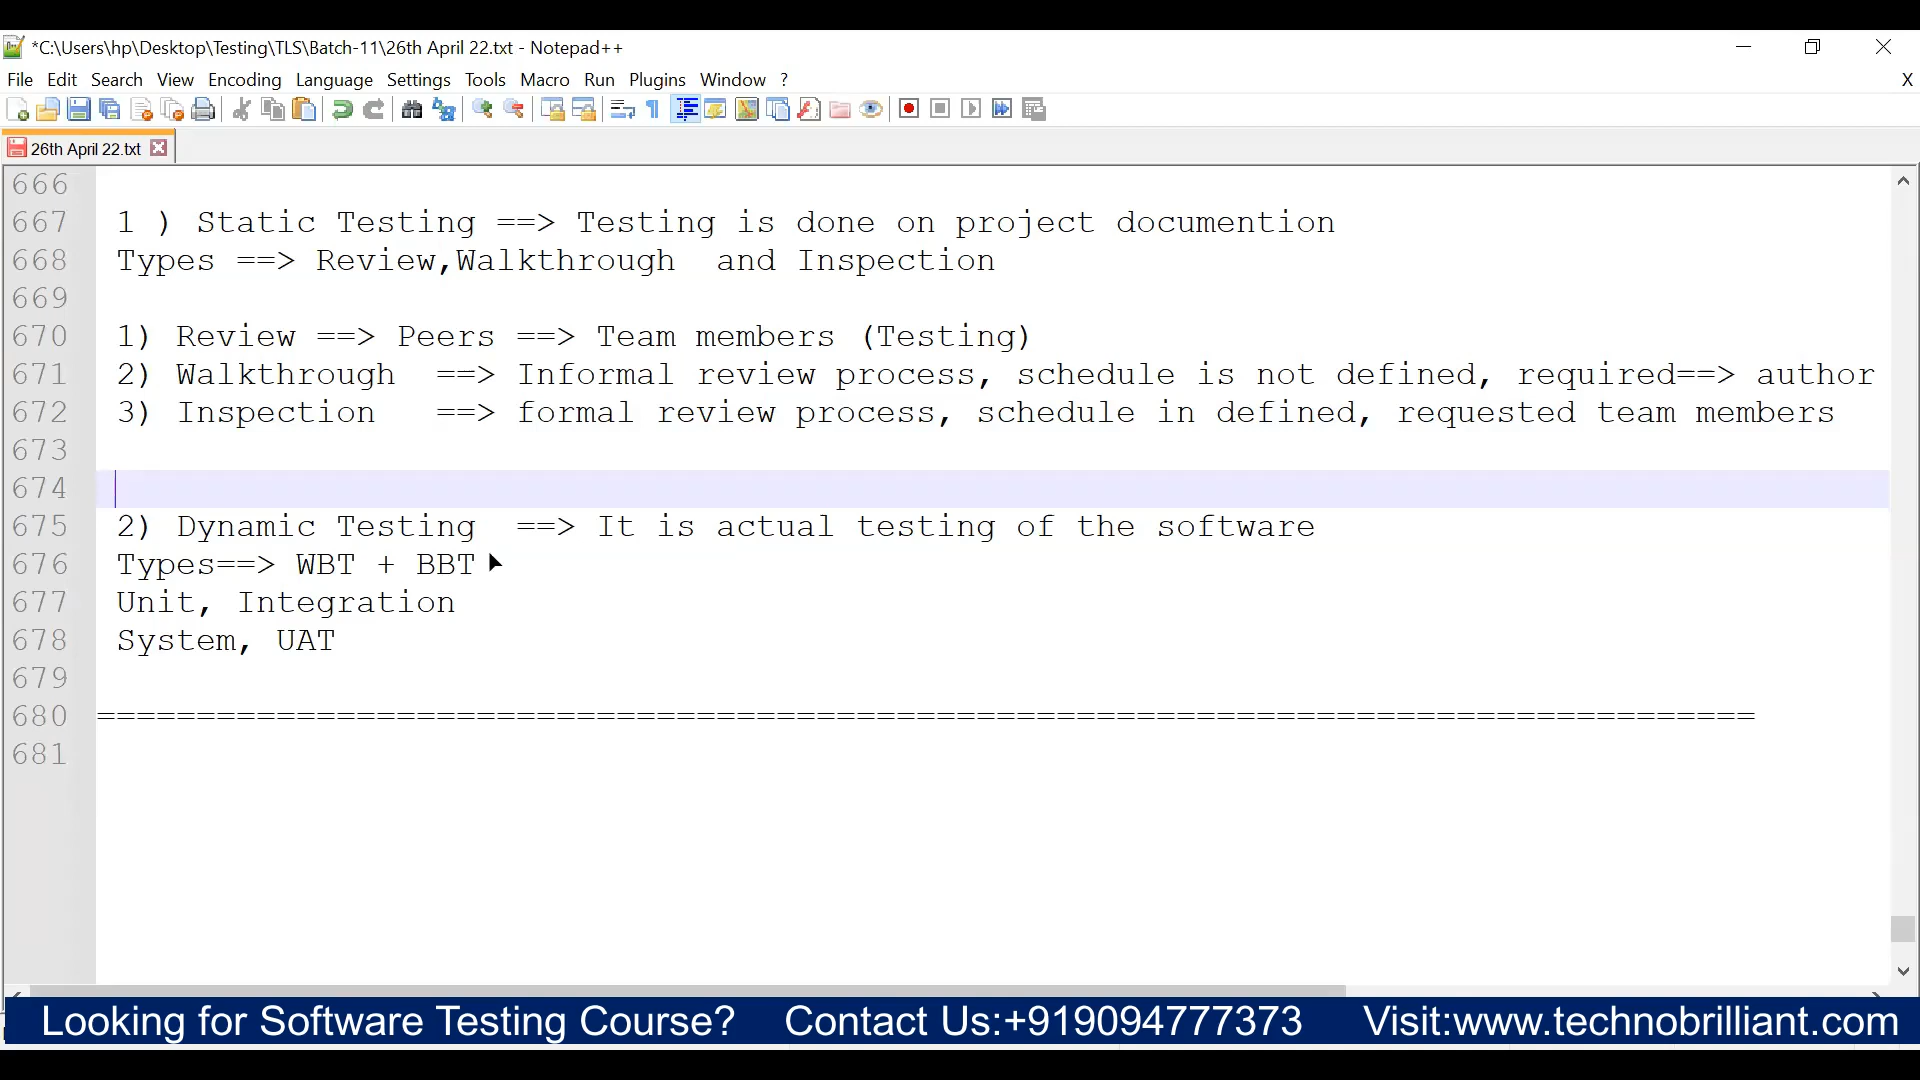 *C:\Users\hp\Desktop\Testing\TLS\Batch-11\26th April 22.txt - Notepad++
File Edit Search View Encoding Language Settings Tools Macro Run Plugins Window ? X
26th April 22.txt
666
667 1 ) Static Testing ==> Testing is done on project documention
668 Types ==> Review,Walkthrough and Inspection
669
670 1) Review ==> Peers ==> Team members (Testing)
671 2) Walkthrough ==> Informal review process, schedule is not defined, required==> author
672 3) Inspection ==> formal review process, schedule in defined, requested team members
673
674
675 2) Dynamic Testing ==> It is actual testing of the software
676 Types==> WBT + BBT
677 Unit, Integration
678 System, UAT
679
680 ===================================================================================
681
Looking for Software Testing Course? Contact Us:+919094777373 Visit:www.technobrilliant.com